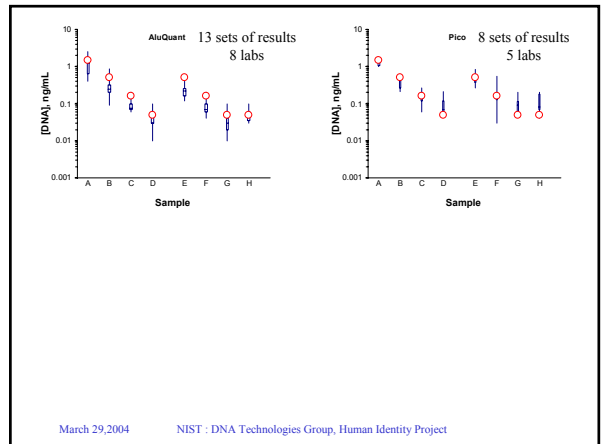 AluQuant 13 sets of results
8 labs
10
1
0.1
0.01
0.001
[DNA], ng/mL
A B C D E F G H
Sample
Pico 8 sets of results
5 labs
10
1
0.1
0.01
0.001
[DNA], ng/mL
A B C D E F G H
Sample
March 29,2004 NIST : DNA Technologies Group, Human Identity Project